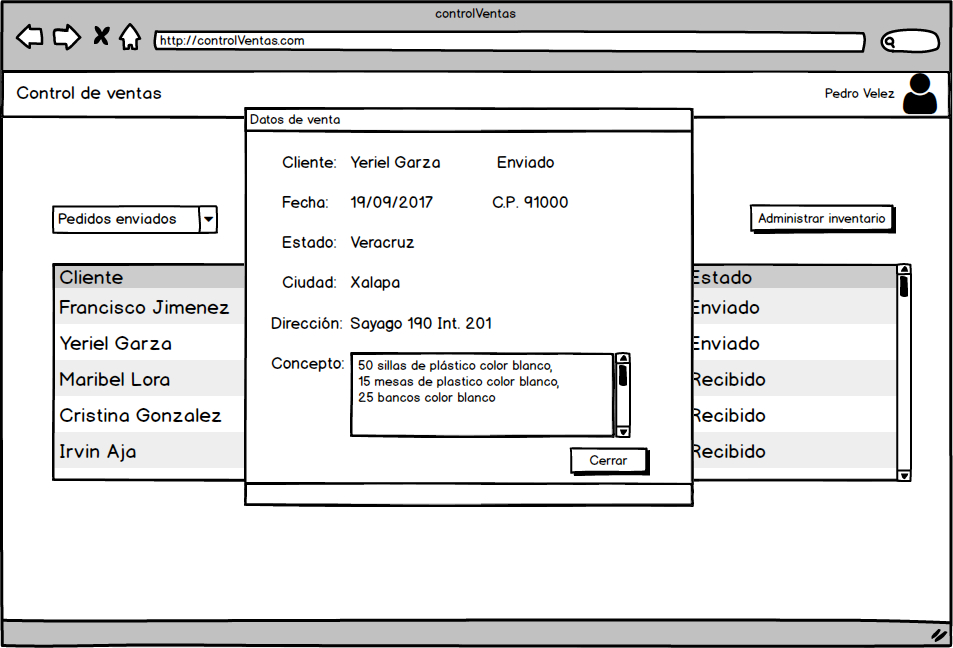 controlVentas
http://controlVentas.com
Control de ventas
Pedro Velez
Datos de venta
Cliente: Yeriel Garza Enviado
Fecha: 19/09/2017 C.P. 91000
Estado: Veracruz
Ciudad: Xalapa
Dirección: Sayago 190 Int. 201
Concepto: 50 sillas de plástico color blanco,
15 mesas de plastico color blanco,
25 bancos color blanco
Cerrar
Pedidos enviados
Administrar inventario
Cliente Estado
Francisco Jimenez Enviado
Yeriel Garza Enviado
Maribel Lora Recibido
Cristina Gonzalez Recibido
Irvin Aja Recibido